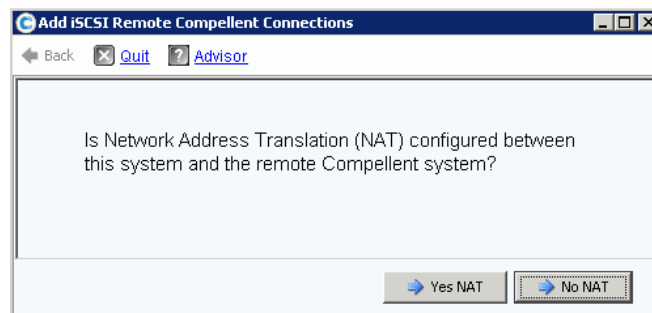 Add iSCSI Remote Compellent Connections
Back Quit Advisor
Is Network Address Translation (NAT) configured between
this system and the remote Compellent system?
Yes NAT No NAT